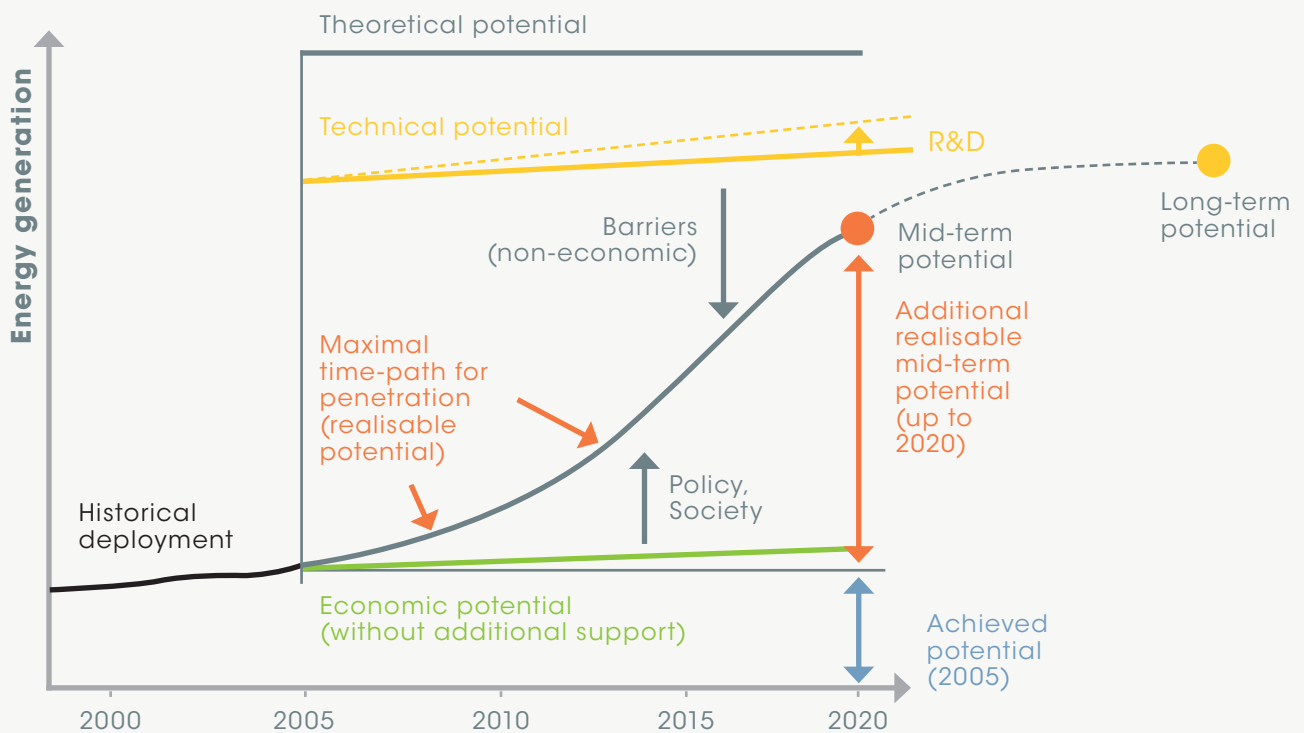 Theoretical potential
Energy generation
Technical potential
R&D
Long-term
potential
Barriers
(non-economic)
Mid-term
potential
Additional
realisable
mid-term
potential
(up to
2020)
Maximal
time-path for
penetration
(realisable
potential)
Policy,
Society
Historical
deployment
Economic potential
(without additional support)
Achieved
potential
(2005)
2000
2005
2010
2015
2020